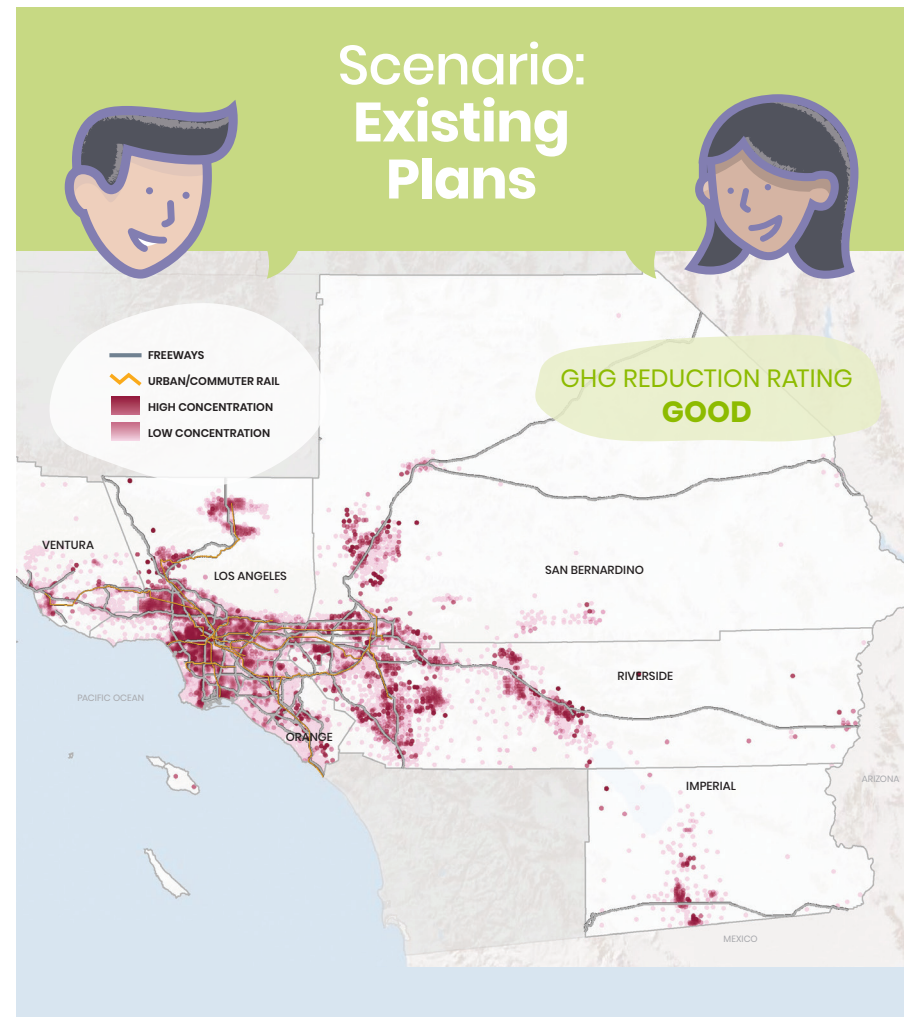 Scenario:
Existing
Plans
FREEWAYS
URBAN/COMMUTER RAIL
HIGH CONCENTRATION
LOW CONCENTRATION
GHG REDUCTION RATING
GOOD
VENTURA
LOS ANGELES
SAN BERNARDINO
RIVERSIDE
PACIFIC OCEAN
ORANGE
IMPERIAL
ARIZONA
MEXICO